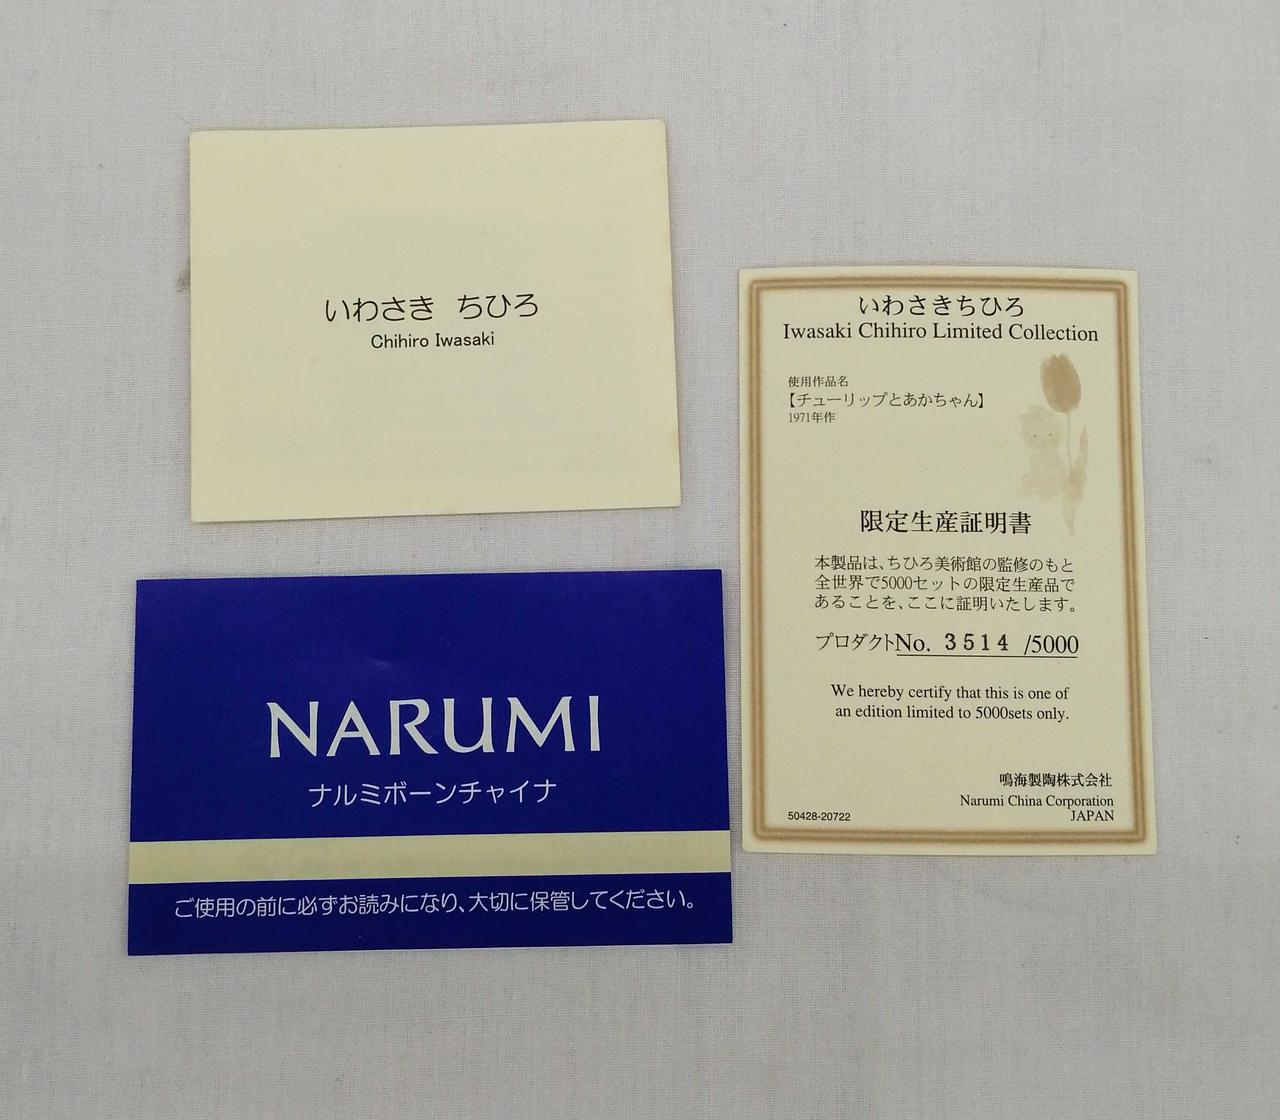 いわさき ちひろ
Chihiro Iwasaki
NARUMI
ナルミボーンチャイナ
ご使用の前に必ずお読みになり、大切に保管してください。
いわさきちひろ
Iwasaki Chihiro Limited Collection
使用作品名
【チューリップとあかちゃん】
1971年作
限定生産証明書
本製品は、ちひろ美術館の監修のもと
全世界で5000セットの限定生産品で
あることを、ここに証明いたします。
プロダクトNo. 3514 /5000
We hereby certify that this is one of
an edition limited to 5000sets only.
鳴海製陶株式会社
Narumi China Corporation
JAPAN
50428-20722